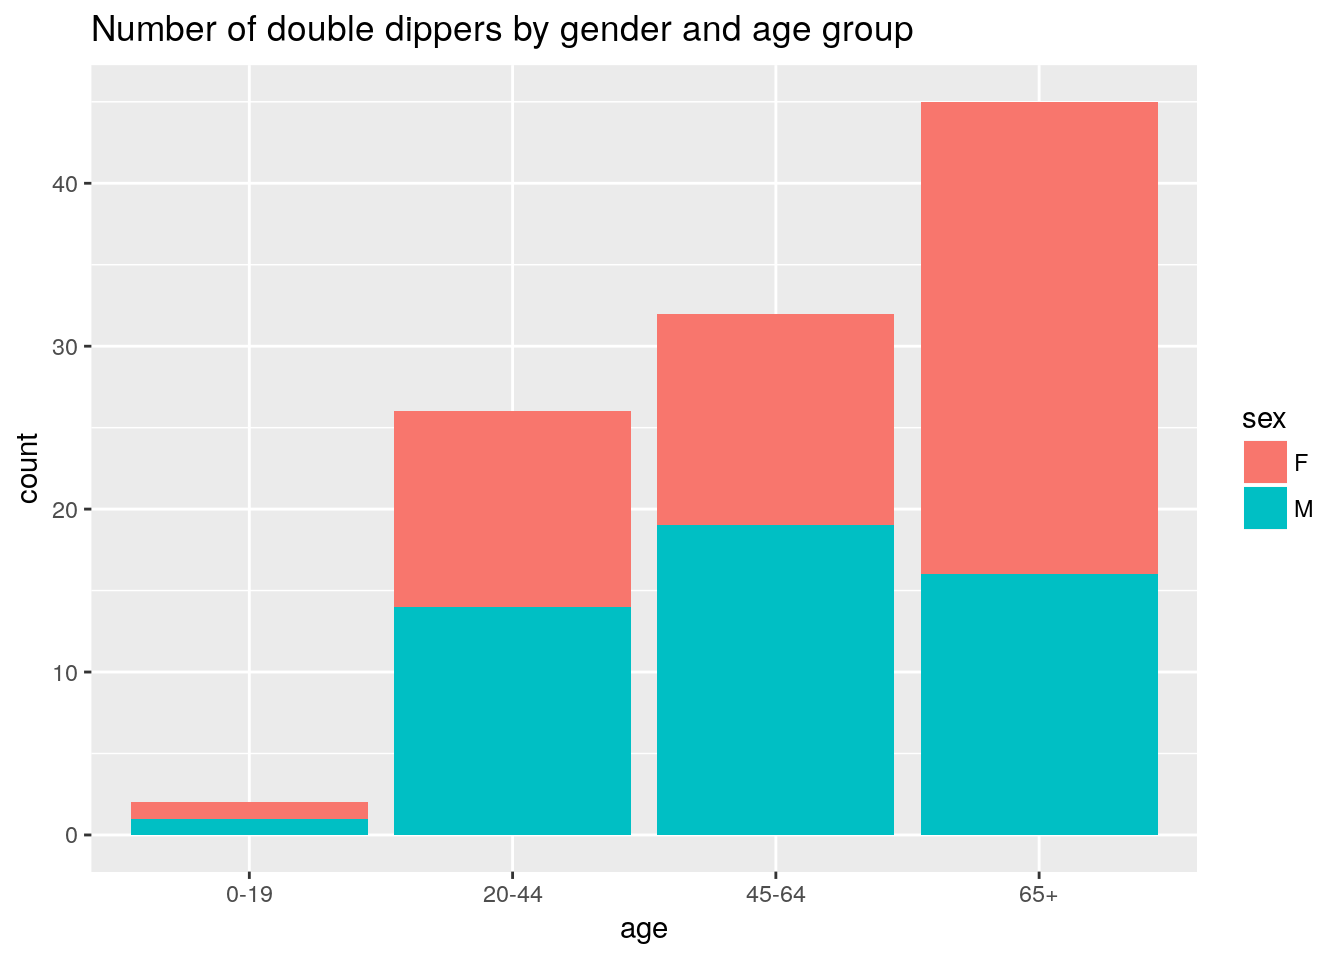 Number of double dippers by gender and age group
40
30
20
10
0
count
0-19 20-44 45-64 65+
age
sex
F
M